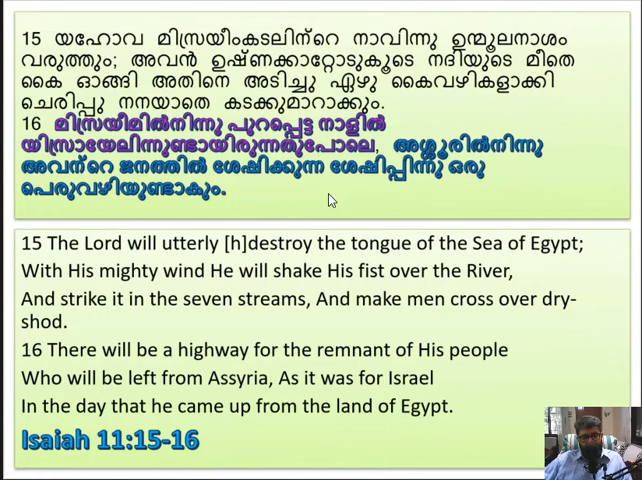 15 യഹോവ മിസ്രയീംകടലിന്റെ നാവിന്നു ഉന്മൂലനാശം
വരുത്തും; അവൻ ഉഷ്ണക്കാറ്റോടുകൂടെ നദിയുടെ മീതെ
കൈ ഓങ്ങി അതിനെ അടിച്ചു ഏഴു കൈവഴികളാക്കി
ചെരിപ്പു നനയാതെ കടക്കുമാറാക്കും.
16 മിസ്രയീമിൽനിന്നു പുറപ്പെട്ട നാളിൽ
യിസ്രായേലിന്നുണ്ടായിരുന്നതുപോലെ, അശ്ശൂരിൽനിന്നു
അവന്റെ ജനത്തിൽ ശേഷിക്കുന്ന ശേഷിപ്പിന്നു ഒരു
പെരുവഴിയുണ്ടാകും.
15 The Lord will utterly [h]destroy the tongue of the Sea of Egypt;
With His mighty wind He will shake His fist over the River,
And strike it in the seven streams, And make men cross over dry-
shod.
16 There will be a highway for the remnant of His people
Who will be left from Assyria, As it was for Israel
In the day that he came up from the land of Egypt.
Isaiah 11:15-16